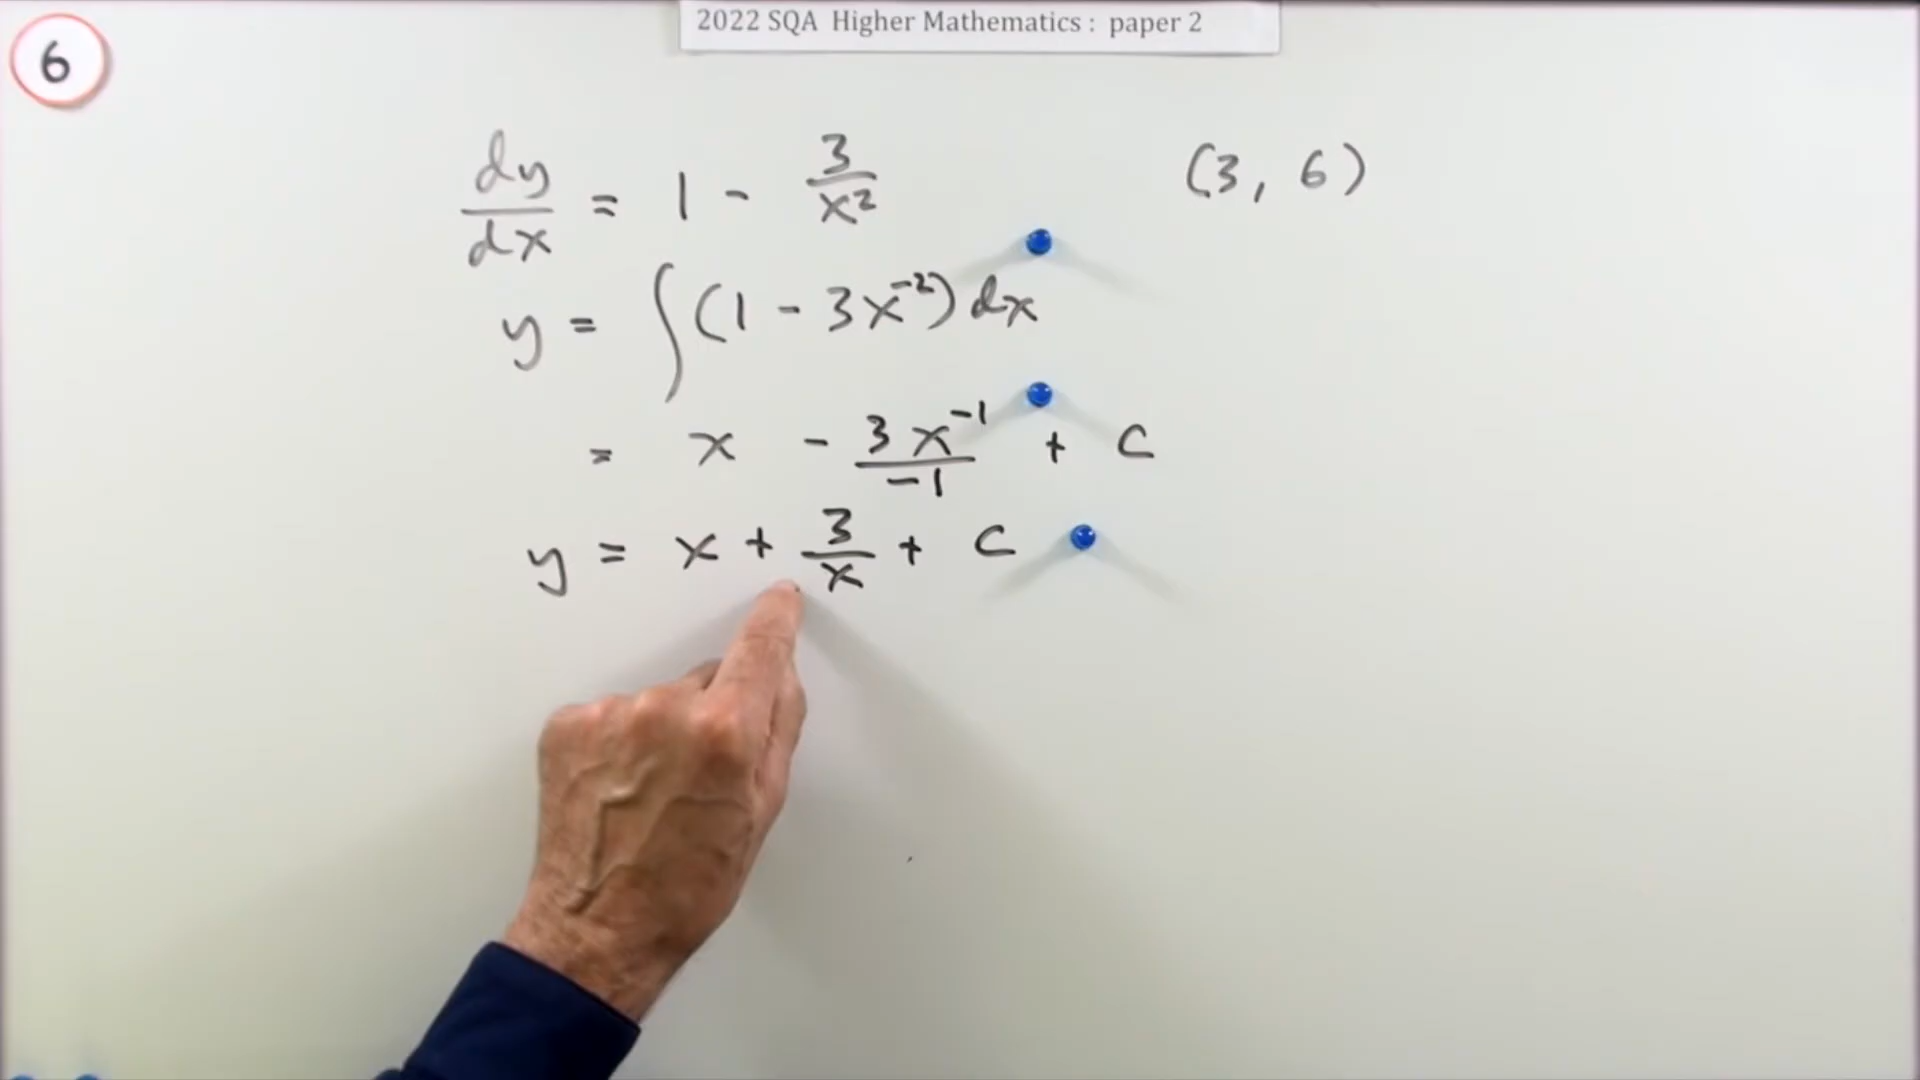 2022 SQA Higher Mathematics : paper 2
6
dy/dx = 1 - 3/x²
(3, 6)
y = ∫(1 - 3x⁻²)dx
= x - 3x⁻¹/-1 + C
y = x + 3/x + C